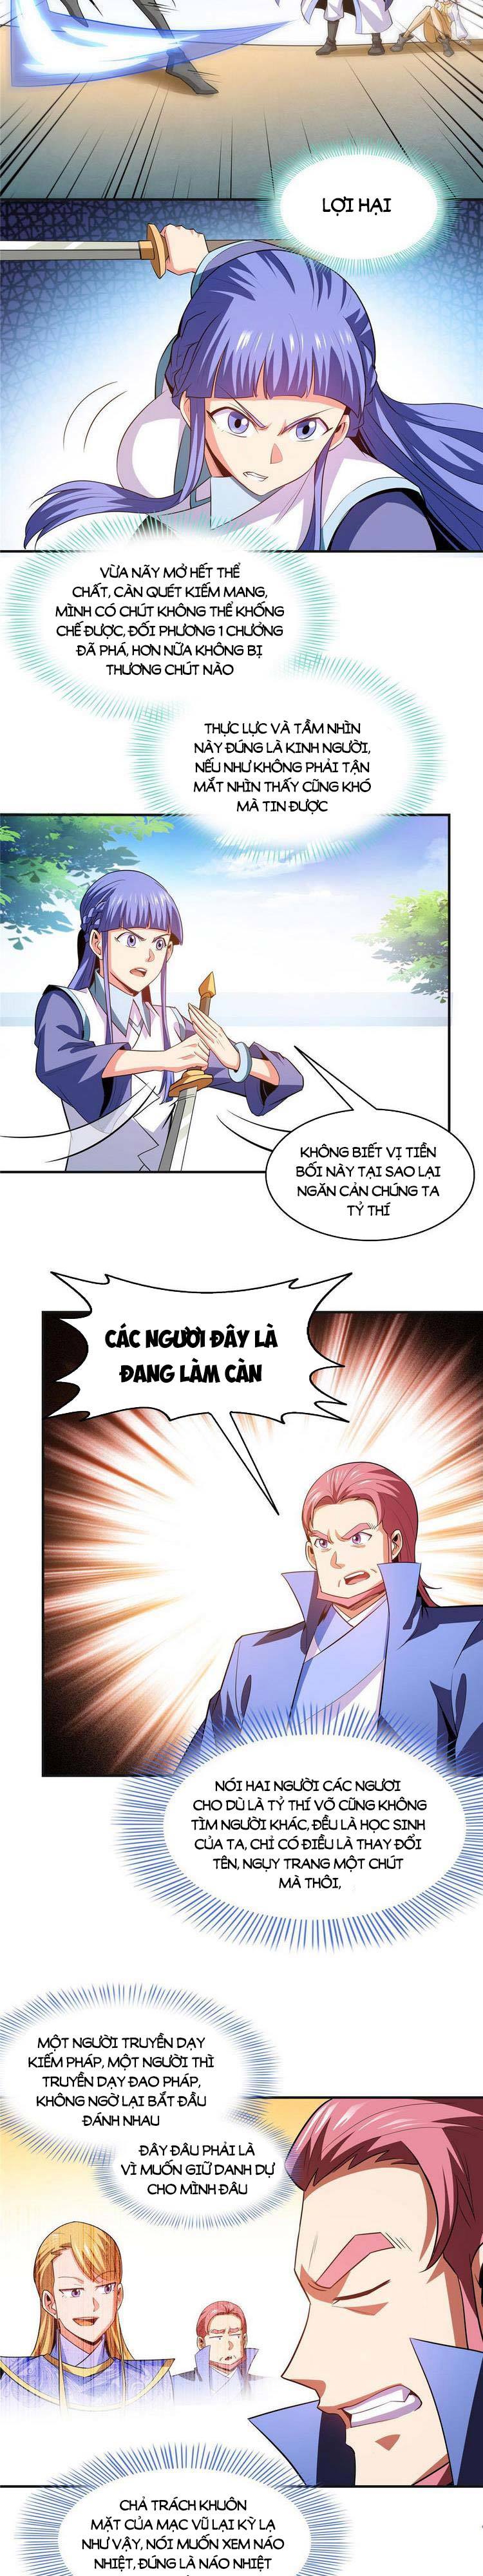 LỢI HẠI
VỪA NÃY MỞ HẾT THỂ
CHẤT, CÀN QUÉT KIẾM MANG,
MÌNH CÓ CHÚT KHÔNG THỂ KHỐNG
CHẾ ĐƯỢC, ĐỐI PHƯƠNG 1 CHƯỞNG
ĐÃ PHÁ, HƠN NỮA KHÔNG BỊ
THƯƠNG CHÚT NÀO
THỰC LỰC VÀ TẦM NHÌN
NÀY ĐÚNG LÀ KINH NGƯỜI,
NẾU NHƯ KHÔNG PHẢI TẬN
MẮT NHÌN THẤY CŨNG KHÓ
MÀ TIN ĐƯỢC
KHÔNG BIẾT VỊ TIỀN
BỐI NÀY TẠI SAO LẠI
NGĂN CẢN CHÚNG TA
TỶ THÍ
CÁC NGƯƠI ĐÂY LÀ
ĐANG LÀM CÀN
NÓI HAI NGƯỜI CÁC NGƯƠI
CHO DÙ LÀ TỶ THÍ VÕ CŨNG KHÔNG
TÌM NGƯỜI KHÁC, ĐỀU LÀ HỌC SINH
CỦA TA, CHỈ CÓ ĐIỀU LÀ THAY ĐỔI
TÊN, NGỤY TRANG MỘT CHÚT
MÀ THÔI,
MỘT NGƯỜI TRUYỀN DẠY
KIẾM PHÁP, MỘT NGƯỜI THÌ
TRUYỀN DẠY ĐAO PHÁP,
KHÔNG NGỜ LẠI BẮT ĐẦU
ĐÁNH NHAU
ĐÂY ĐÂU PHẢI LÀ
VÌ MUỐN GIỮ DANH DỰ
CHO MÌNH ĐÂU
CHẢ TRÁCH KHUÔN
MẶT CỦA MẠC VŨ LẠI KỲ LẠ
NHƯ VẬY, NÓI MUỐN XEM NÁO
NHIỆT, ĐÚNG LÀ NÁO NHIỆT